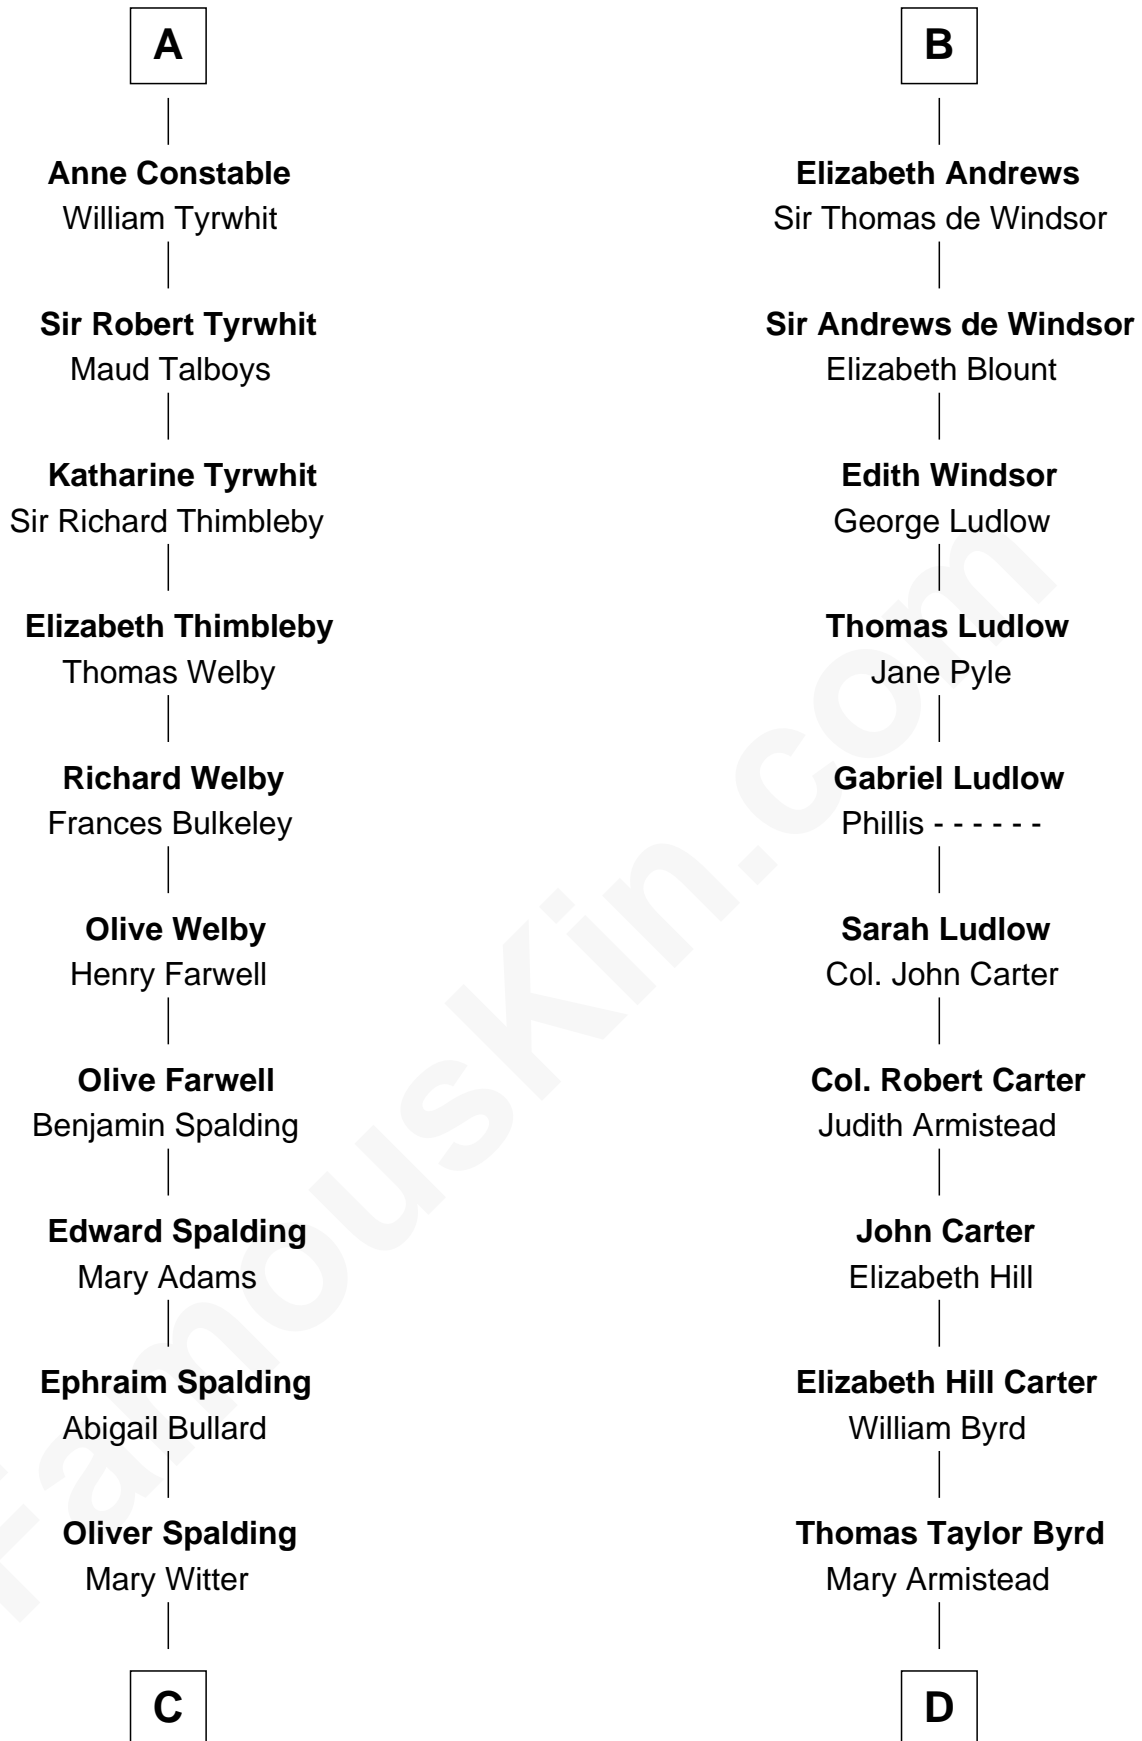 A
Anne Constable
William Tyrwhit
Sir Robert Tyrwhit
Maud Talboys
Katharine Tyrwhit
Sir Richard Thimbleby
Elizabeth Thimbleby
Thomas Welby
Richard Welby
Frances Bulkeley
Olive Welby
Henry Farwell
Olive Farwell
Benjamin Spalding
Edward Spalding
Mary Adams
Ephraim Spalding
Abigail Bullard
Oliver Spalding
Mary Witter
C
B
Elizabeth Andrews
Sir Thomas de Windsor
Sir Andrews de Windsor
Elizabeth Blount
Edith Windsor
George Ludlow
Thomas Ludlow
Jane Pyle
Gabriel Ludlow
Phillis - - - - - -
Sarah Ludlow
Col. John Carter
Col. Robert Carter
Judith Armistead
John Carter
Elizabeth Hill
Elizabeth Hill Carter
William Byrd
Thomas Taylor Byrd
Mary Armistead
D
FamousKin.com